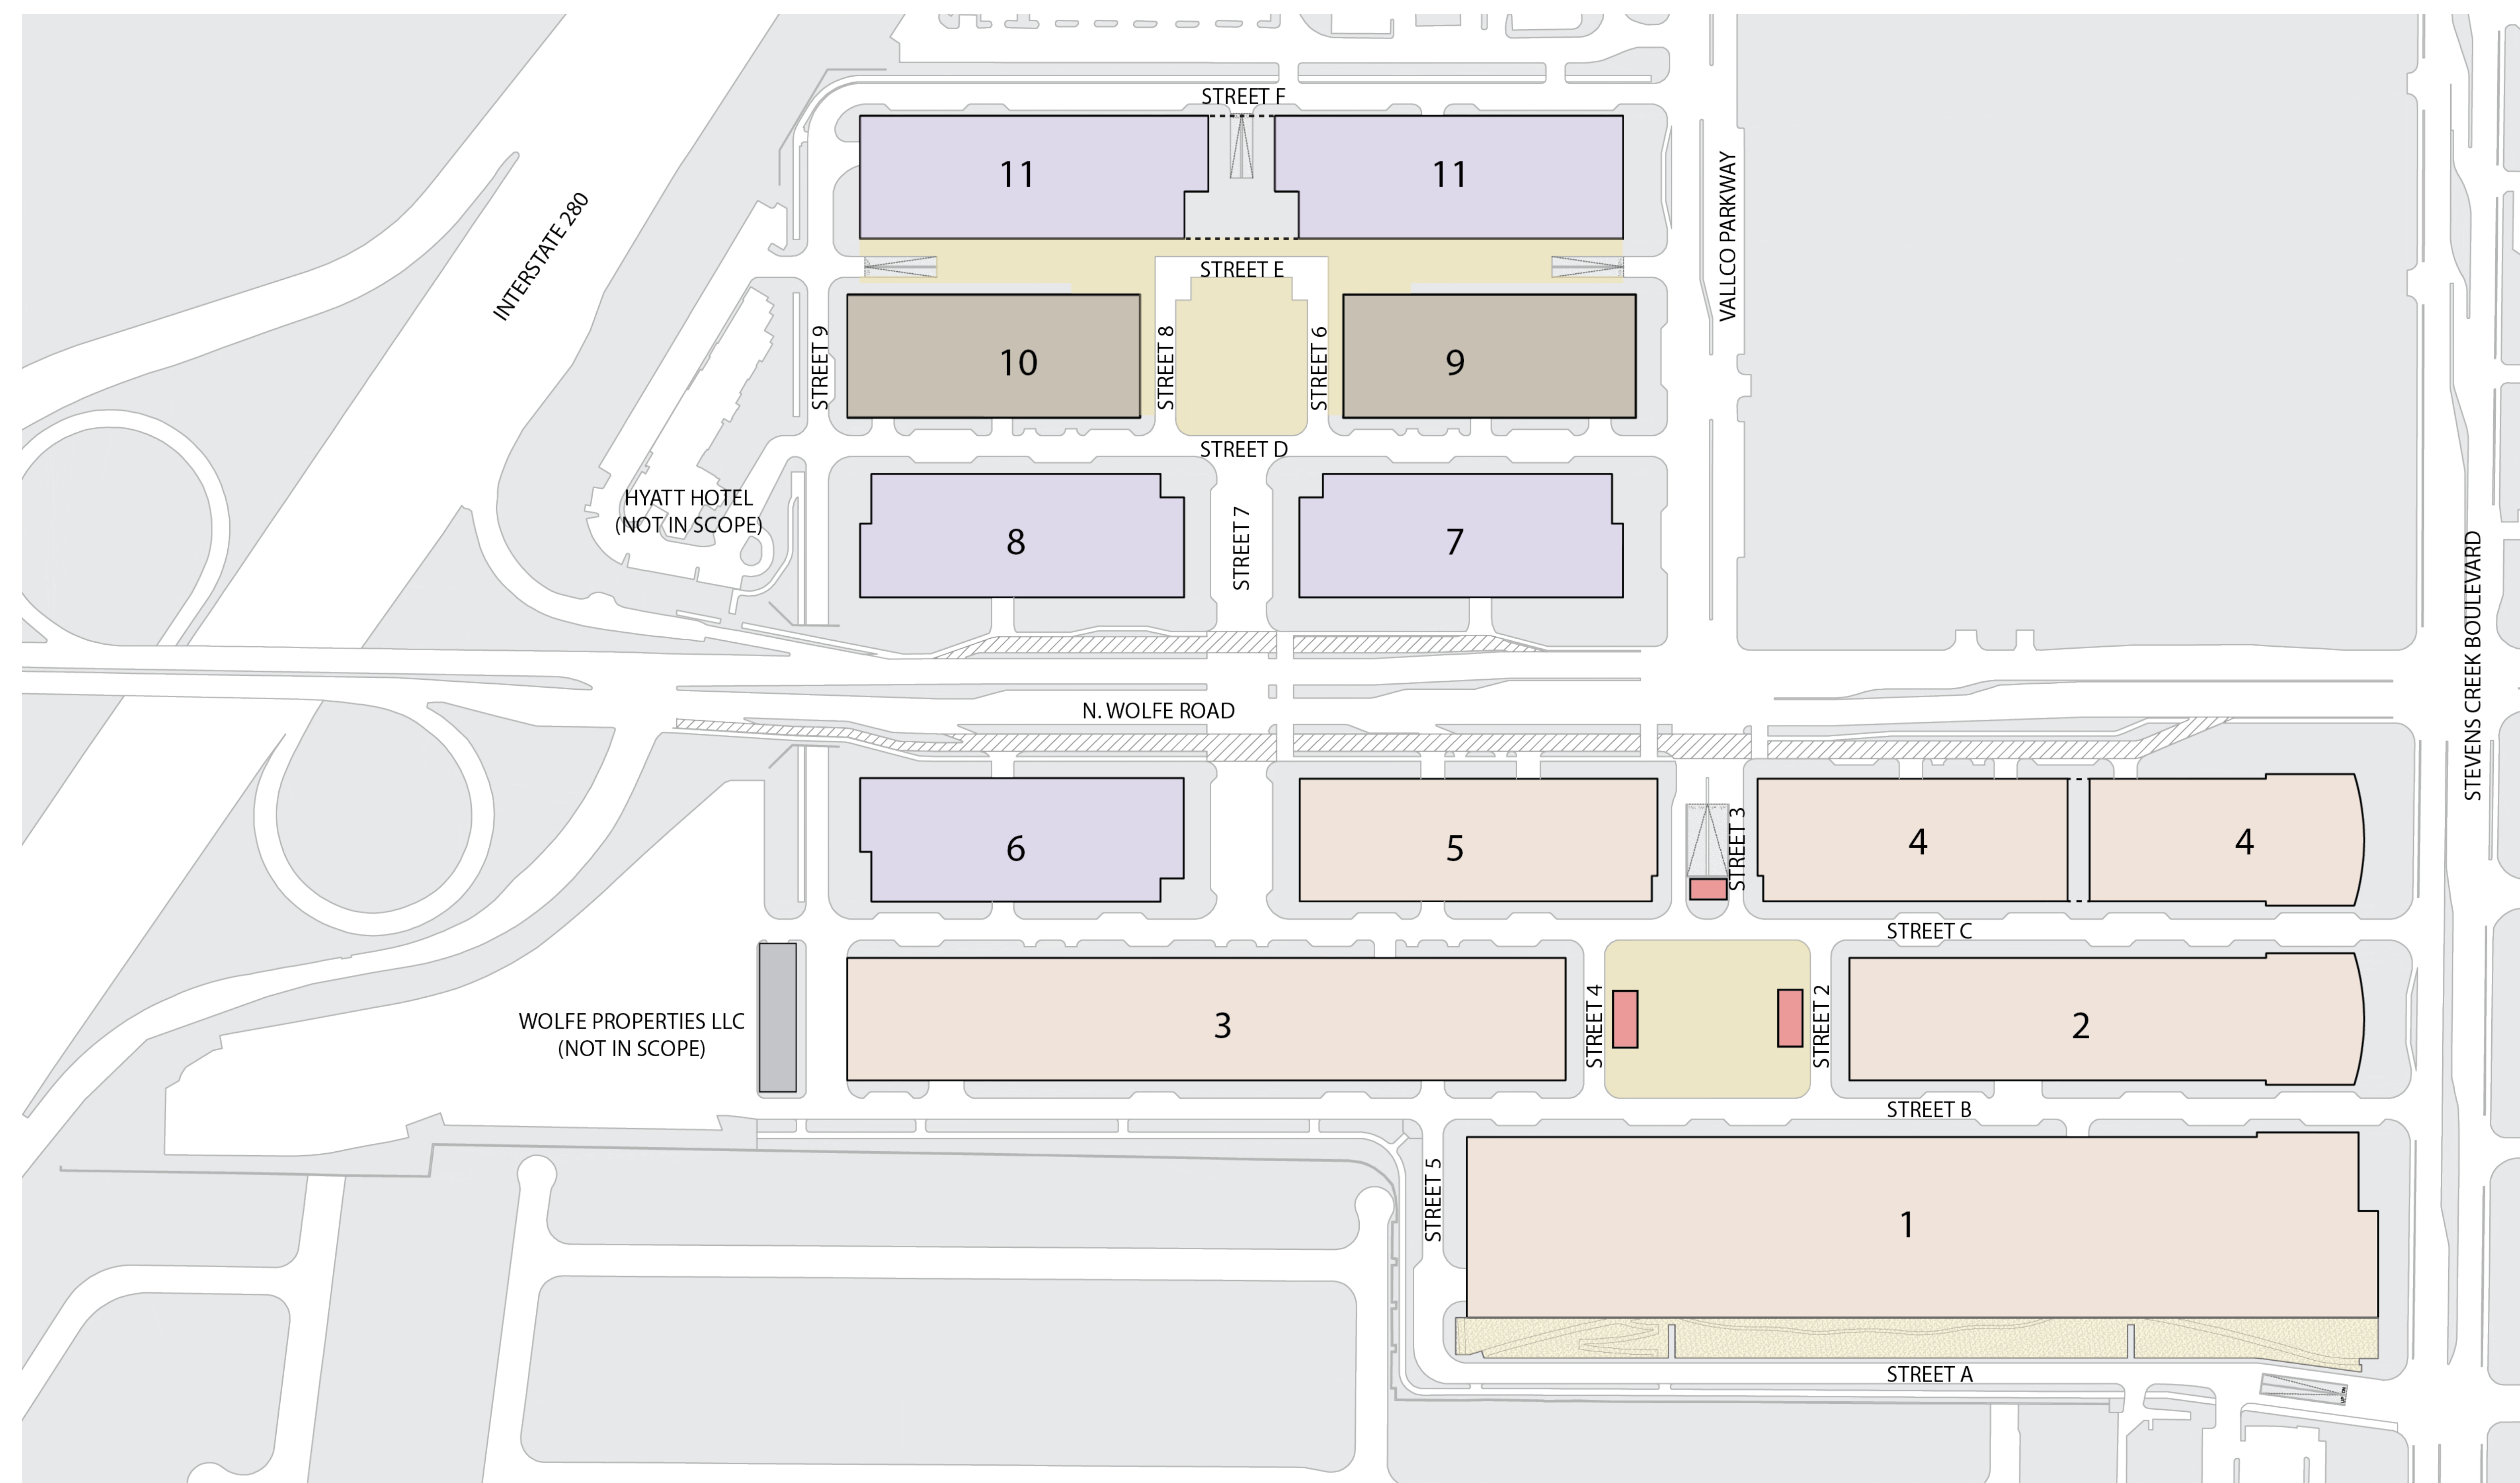 STREET F
11
11
INTERSTATE 280
VALLCO PARKWAY
STREET E
STREET 9
10
STREET 8
STREET 6
9
STREET D
HYATT HOTEL
(NOT IN SCOPE)
8
STREET 7
7
STEVENS CREEK BOULEVARD
N. WOLFE ROAD
6
5
STREET 3
4
4
STREET C
WOLFE PROPERTIES LLC
(NOT IN SCOPE)
3
STREET 4
STREET 2
2
STREET B
STREET 5
1
STREET A